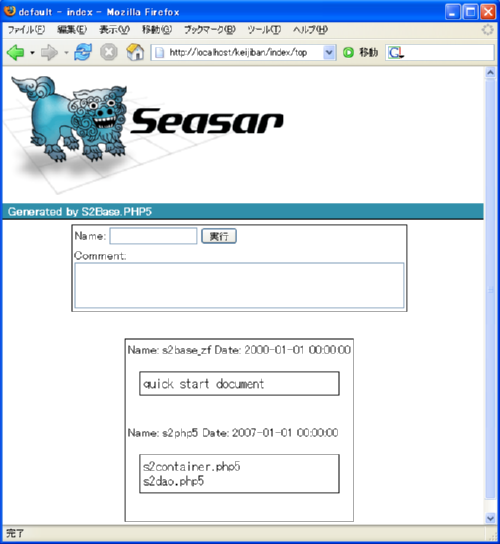 default - index - Mozilla Firefox
ファイル(F) 編集(E) 表示(V) 移動(G) ブックマーク(B) ツール(T) ヘルプ(H)
http://localhost/keijiban/index/top 移動
Seasar
Generated by S2Base.PHP5
Name: 実行
Comment:
Name: s2base_zf Date: 2000-01-01 00:00:00
quick start document
Name: s2php5 Date: 2007-01-01 00:00:00
s2container.php5
s2dao.php5
完了